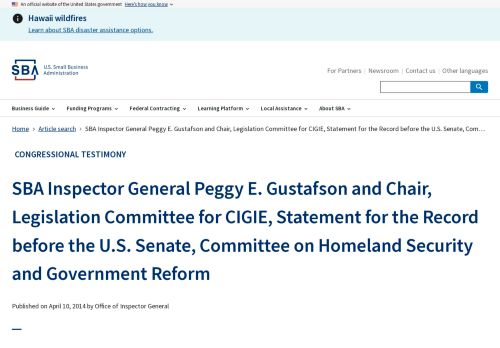 An official website of the United States government Here's how you know
Hawaii wildfires
Learn about SBA disaster assistance options.
SBA U.S. Small Business
Administration
For Partners | Newsroom | Contact us | Other languages
Business Guide Funding Programs Federal Contracting Learning Platform Local Assistance About SBA
Home › Article search › SBA Inspector General Peggy E. Gustafson and Chair, Legislation Committee for CIGIE, Statement for the Record before the U.S. Senate, Com…
CONGRESSIONAL TESTIMONY
SBA Inspector General Peggy E. Gustafson and Chair,
Legislation Committee for CIGIE, Statement for the Record
before the U.S. Senate, Committee on Homeland Security
and Government Reform
Published on April 10, 2014 by Office of Inspector General